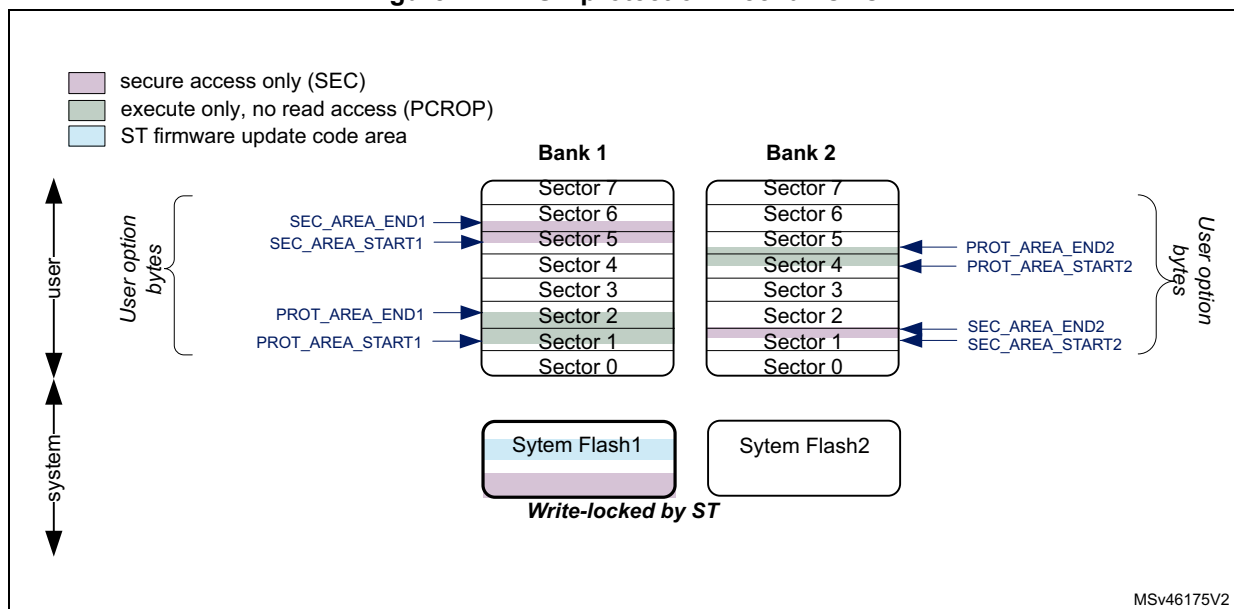 secure access only (SEC)
execute only, no read access (PCROP)
ST firmware update code area
Bank 1
Bank 2
user
system
User option
bytes
SEC_AREA_END1
SEC_AREA_START1
PROT_AREA_END1
PROT_AREA_START1
Sector 7
Sector 6
Sector 5
Sector 4
Sector 3
Sector 2
Sector 1
Sector 0
Sector 7
Sector 6
Sector 5
Sector 4
Sector 3
Sector 2
Sector 1
Sector 0
PROT_AREA_END2
PROT_AREA_START2
SEC_AREA_END2
SEC_AREA_START2
User option
bytes
Sytem Flash1
Sytem Flash2
Write-locked by ST
MSv46175V2